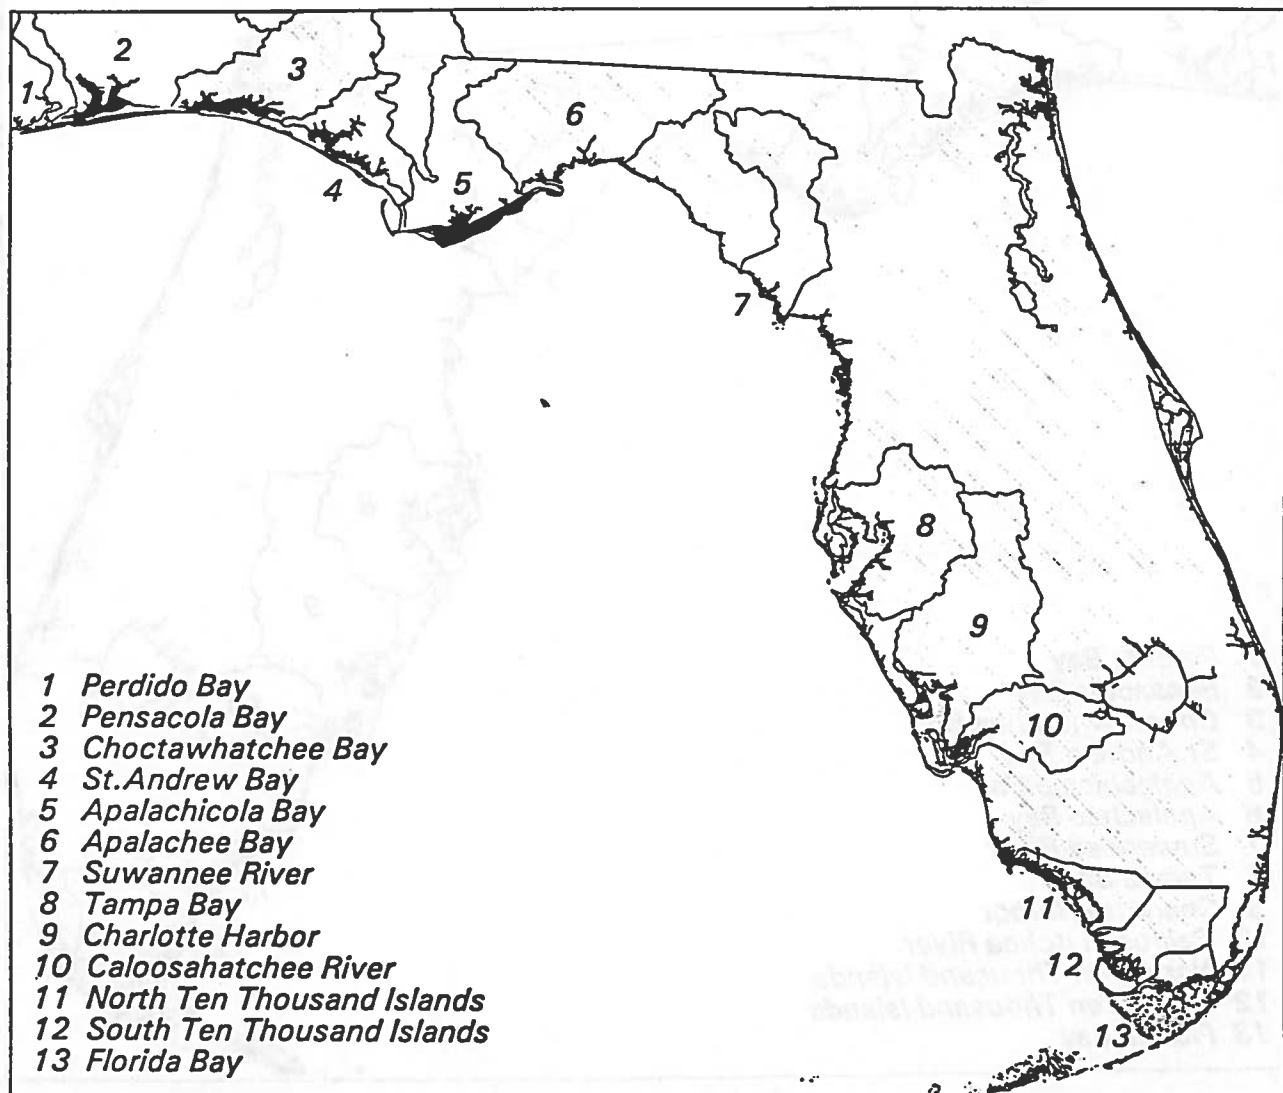 1
2
3
4
5
6
7
8
9
10
11
12
13
1 Perdido Bay
2 Pensacola Bay
3 Choctawhatchee Bay
4 St.Andrew Bay
5 Apalachicola Bay
6 Apalachee Bay
7 Suwannee River
8 Tampa Bay
9 Charlotte Harbor
10 Caloosahatchee River
11 North Ten Thousand Islands
12 South Ten Thousand Islands
13 Florida Bay